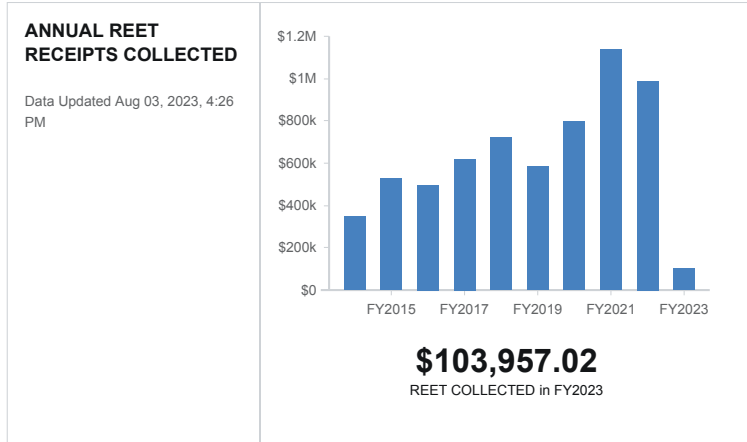 ANNUAL REET
RECEIPTS COLLECTED
Data Updated Aug 03, 2023, 4:26
PM
$1.2M
$1M
$800k
$600k
$400k
$200k
$0
FY2015
FY2017
FY2019
FY2021
FY2023
$103,957.02
REET COLLECTED in FY2023